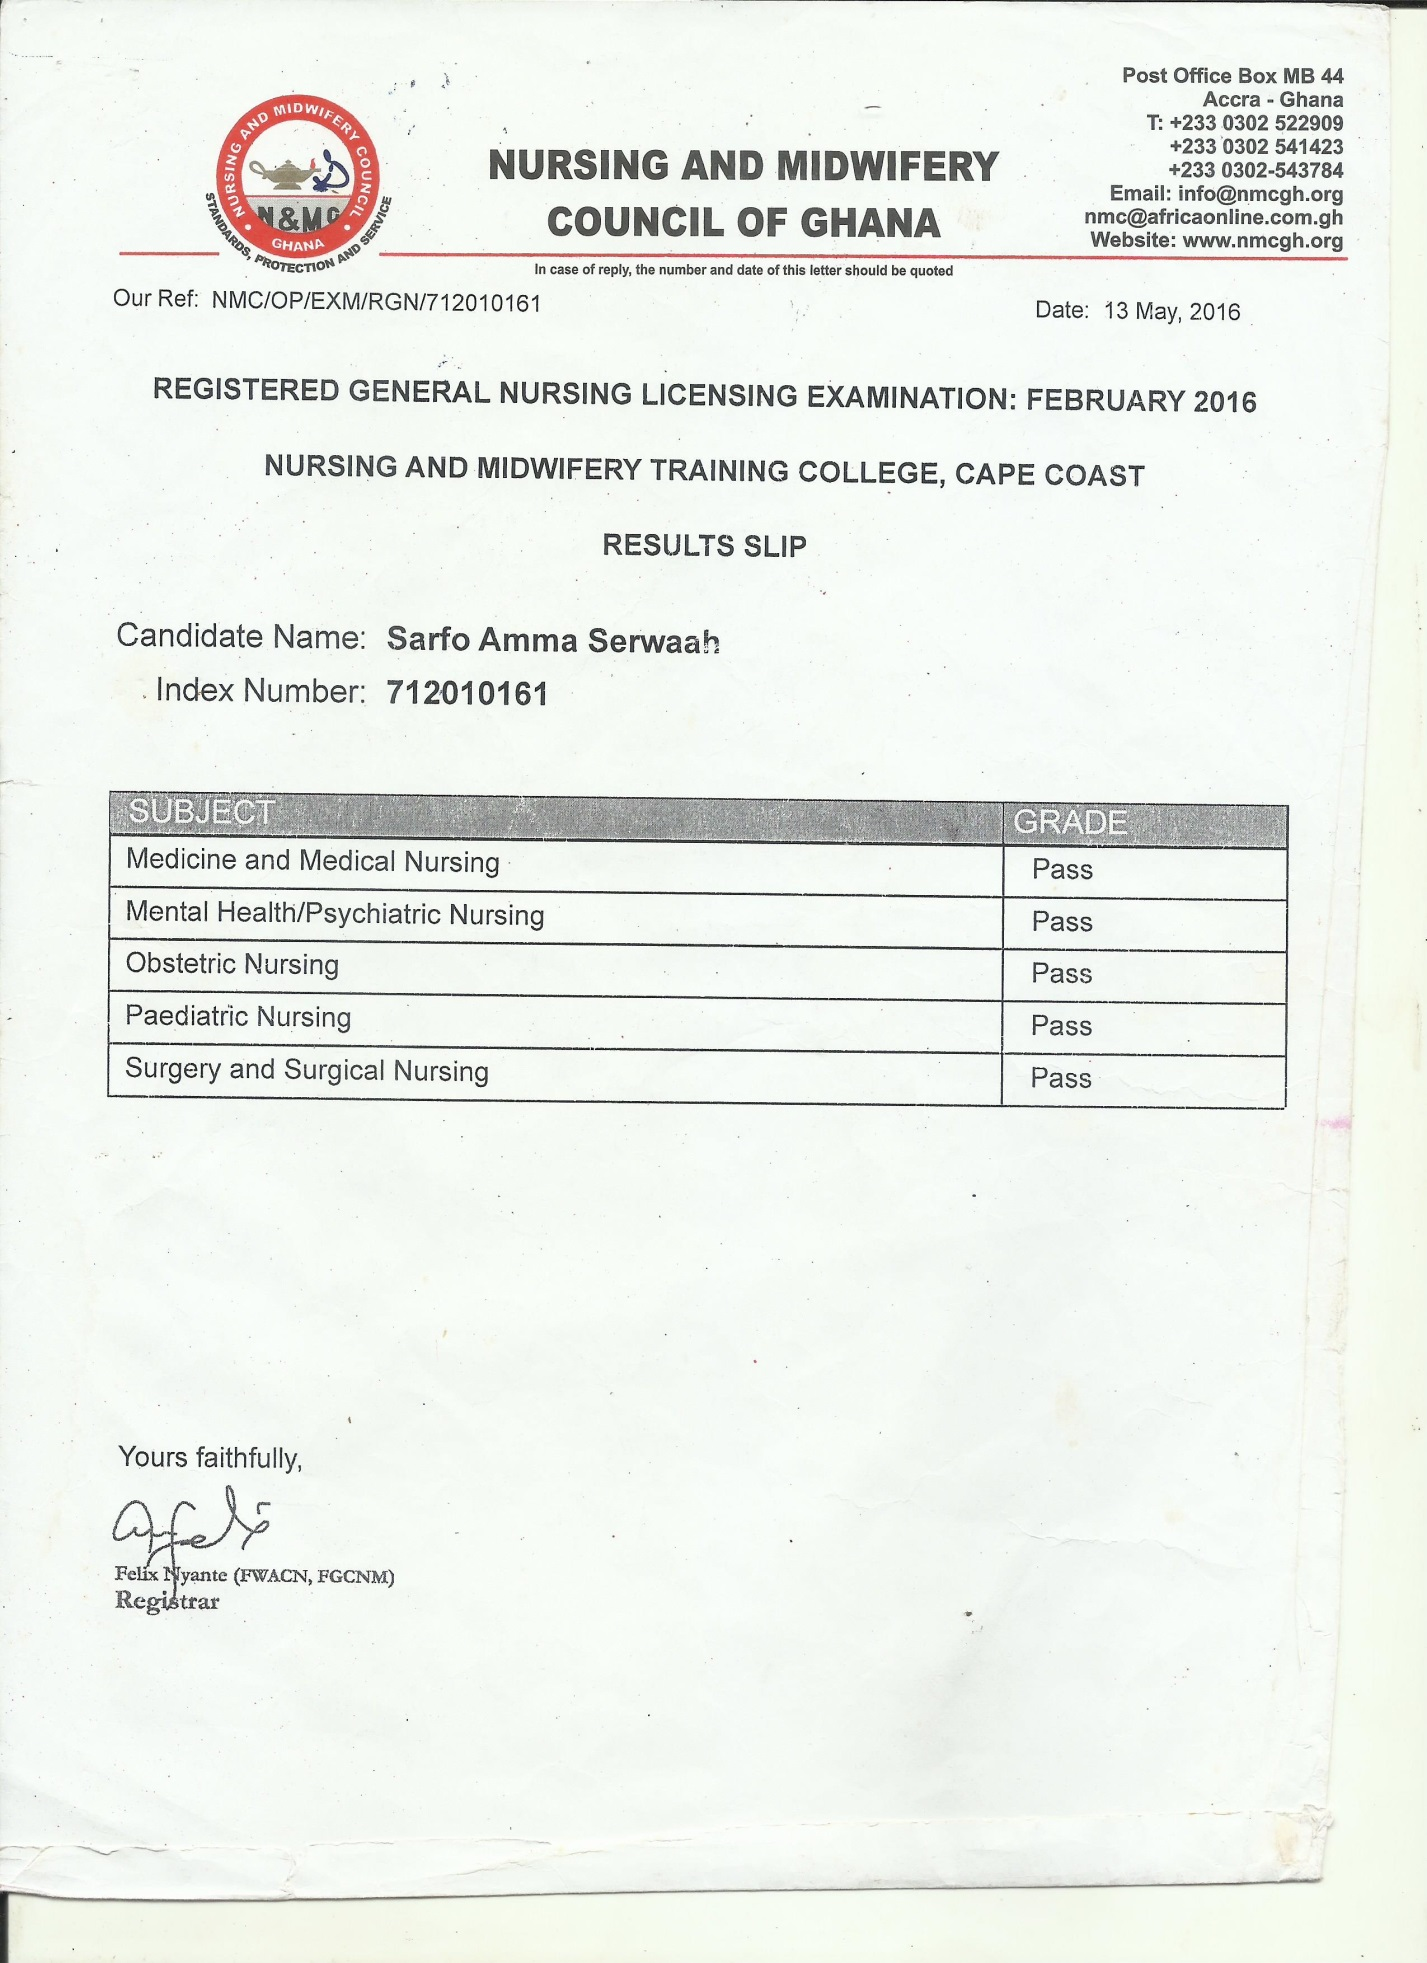 NURSING AND MIDWIFERY COUNCIL
N&MC
GHANA
STANDARDS, PROTECTION AND SERVICE
NURSING AND MIDWIFERY
COUNCIL OF GHANA
Post Office Box MB 44
Accra - Ghana
T: +233 0302 522909
+233 0302 541423
+233 0302-543784
Email: info@nmcgh.org
nmc@africaonline.com.gh
Website: www.nmcgh.org
In case of reply, the number and date of this letter should be quoted
Our Ref: NMC/OP/EXM/RGN/712010161
Date: 13 May, 2016
REGISTERED GENERAL NURSING LICENSING EXAMINATION: FEBRUARY 2016
NURSING AND MIDWIFERY TRAINING COLLEGE, CAPE COAST
RESULTS SLIP
Candidate Name: Sarfo Amma Serwaah
Index Number: 712010161
SUBJECT GRADE
Medicine and Medical Nursing Pass
Mental Health/Psychiatric Nursing Pass
Obstetric Nursing Pass
Paediatric Nursing Pass
Surgery and Surgical Nursing Pass
Yours faithfully,
Felix Nyante (FWACN, FGCNM)
Registrar